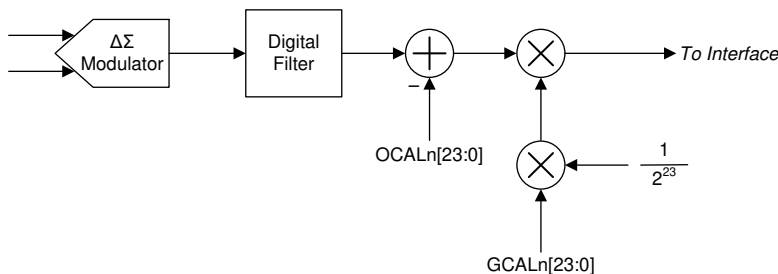 ΔΣ
Modulator
Digital
Filter
To Interface
–
OCALn[23:0]
1
2²³
GCALn[23:0]